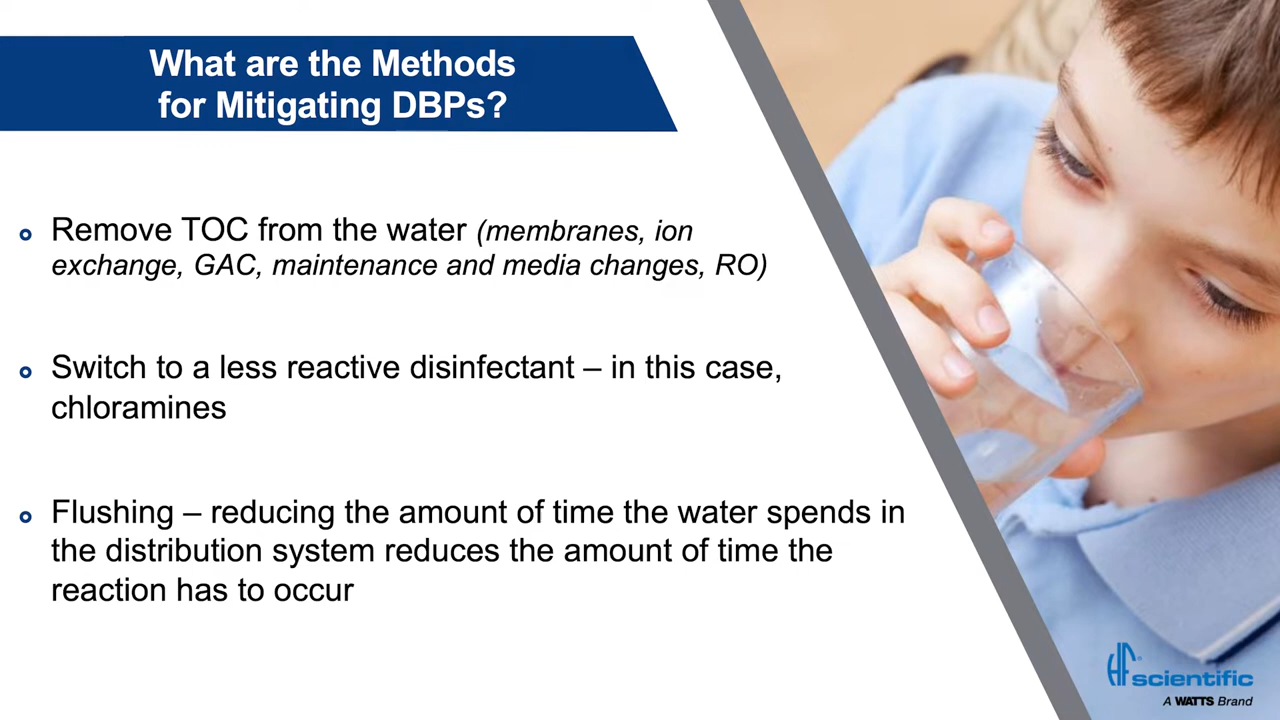 What are the Methods
for Mitigating DBPs?
Remove TOC from the water (membranes, ion
exchange, GAC, maintenance and media changes, RO)
Switch to a less reactive disinfectant – in this case,
chloramines
Flushing – reducing the amount of time the water spends in
the distribution system reduces the amount of time the
reaction has to occur
HF® scientific
A WATTS Brand